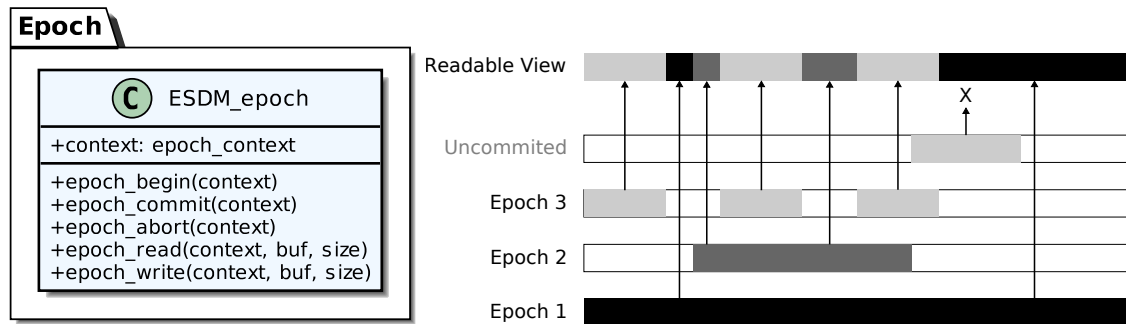 Epoch
C ESDM_epoch
+context: epoch_context
+epoch_begin(context)
+epoch_commit(context)
+epoch_abort(context)
+epoch_read(context, buf, size)
+epoch_write(context, buf, size)
Readable View
X
Uncommited
Epoch 3
Epoch 2
Epoch 1